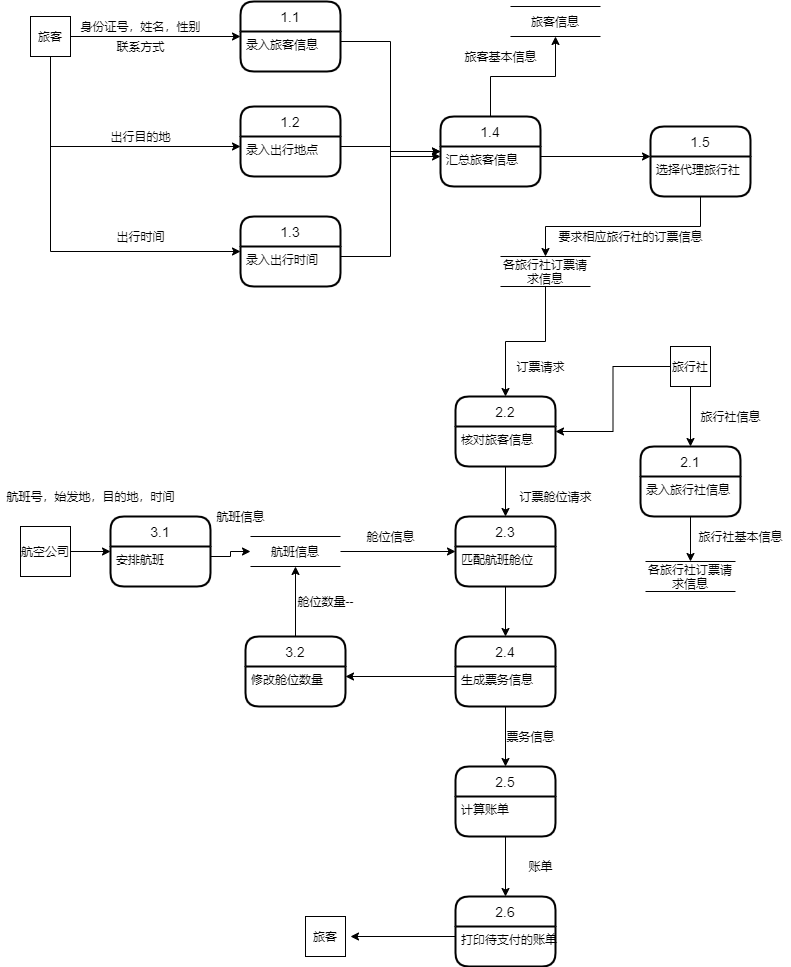 1.1
旅客
身份证号，姓名，性别
联系方式
录入旅客信息
旅客信息
旅客基本信息
1.2
出行目的地
录入出行地点
1.4
汇总旅客信息
1.5
选择代理旅行社
1.3
出行时间
录入出行时间
要求相应旅行社的订票信息
各旅行社订票请
求信息
订票请求
旅行社
2.2
核对旅客信息
旅行社信息
2.1
录入旅行社信息
航班号，始发地，目的地，时间
订票舱位请求
航空公司
3.1
安排航班
航班信息
航班信息
舱位信息
2.3
匹配航班舱位
旅行社基本信息
各旅行社订票请
求信息
舱位数量--
3.2
修改舱位数量
2.4
生成票务信息
票务信息
2.5
计算账单
账单
2.6
打印待支付的账单
旅客